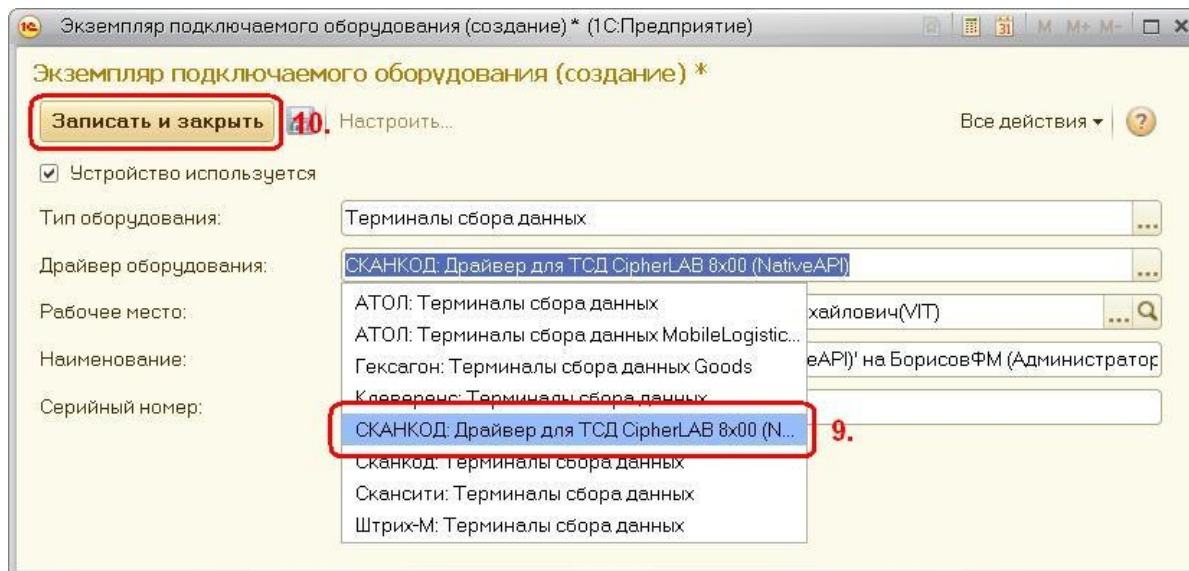 1С Экземпляр подключаемого оборудования (создание) * (1С:Предприятие) 31 M M+ M-
Экземпляр подключаемого оборудования (создание) *
Записать и закрыть 10. Настроить... Все действия ?
Устройство используется
Тип оборудования: Терминалы сбора данных ...
Драйвер оборудования: СКАНКОД: Драйвер для ТСД CipherLAB 8x00 (NativeAPI) ...
АТОЛ: Терминалы сбора данных
Рабочее место: хайлович(VIT) ...
АТОЛ: Терминалы сбора данных MobileLogistic...
Наименование: eAPI)' на БорисовФМ (Администратор
Гексагон: Терминалы сбора данных Goods
Клеверенс: Терминалы сбора данных
Серийный номер:
СКАНКОД: Драйвер для ТСД CipherLAB 8x00 (N... 9.
Сканкод: Терминалы сбора данных
Скансити: Терминалы сбора данных
Штрих-М: Терминалы сбора данных